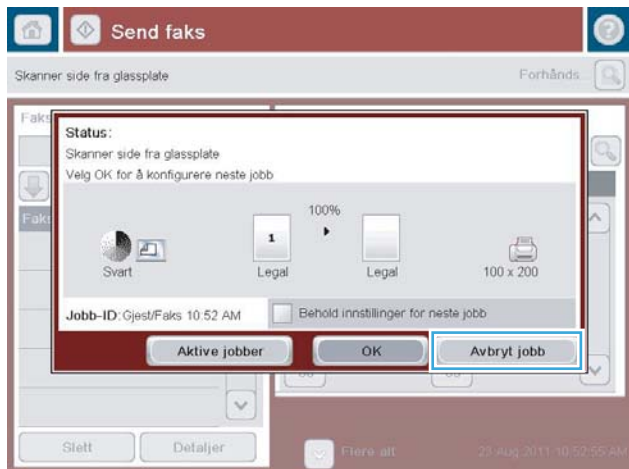 Send faks
Skanner side fra glassplate
Forhånds
Faks
Status:
Skanner side fra glassplate
Velg OK for å konfigurere neste jobb
100%
1
Svart
Legal
Legal
100 x 200
Jobb-ID:Gjest/Faks 10:52 AM
Behold innstillinger for neste jobb
Aktive jobber
OK
Avbryt jobb
Slett
Detaljer
Flere alt
23 Aug 2011 10:52:55 AM